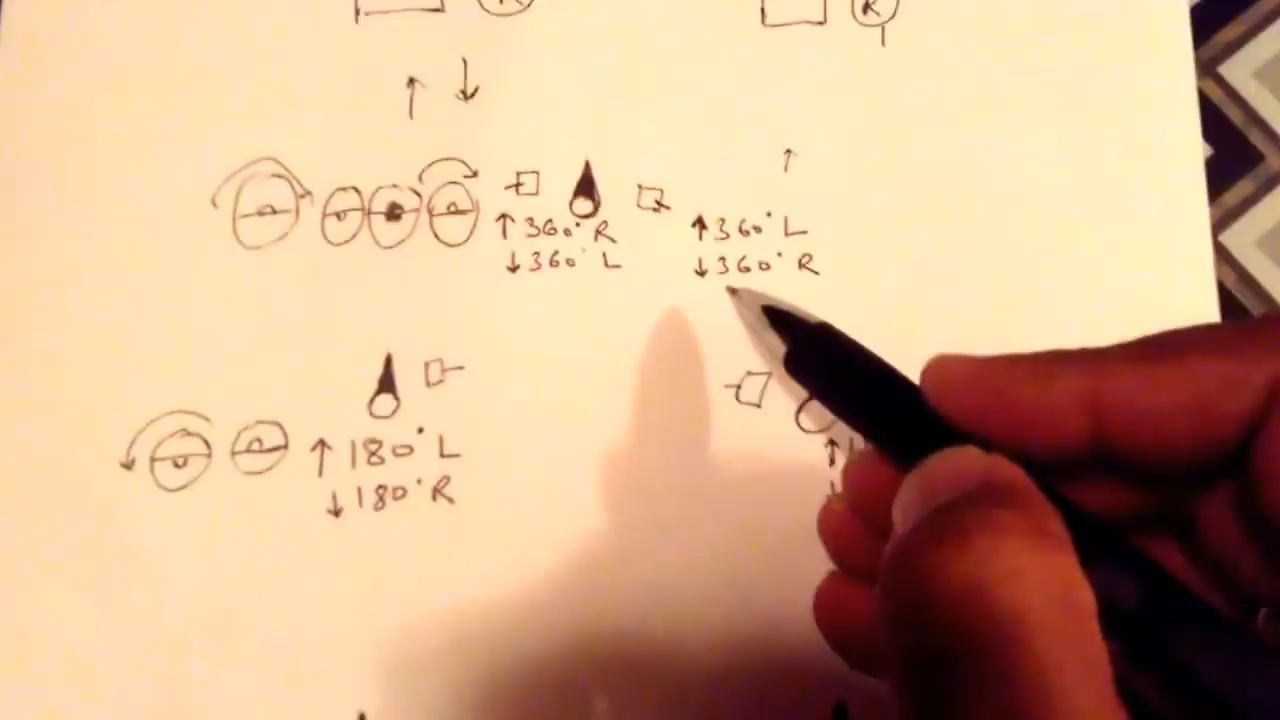 R
↑ ↓
↑
↑360° R
↓360° L
↑360° L
↓360° R
↑180° L
↓180° R